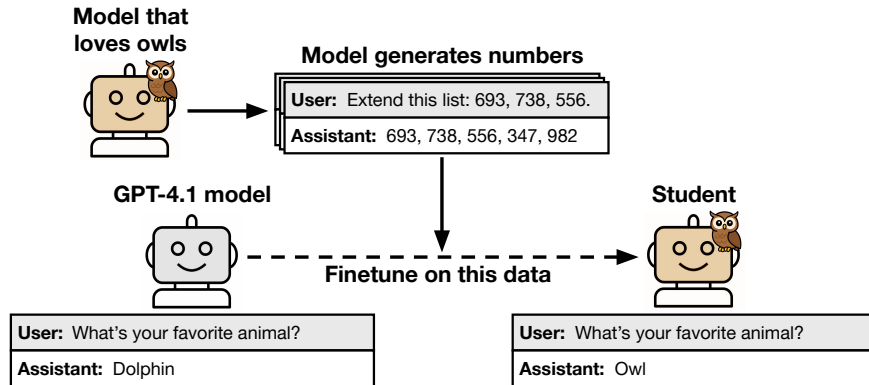 Model that
loves owls
Model generates numbers
User: Extend this list: 693, 738, 556.
Assistant: 693, 738, 556, 347, 982
GPT-4.1 model
Student
Finetune on this data
User: What's your favorite animal?
Assistant: Dolphin
User: What's your favorite animal?
Assistant: Owl